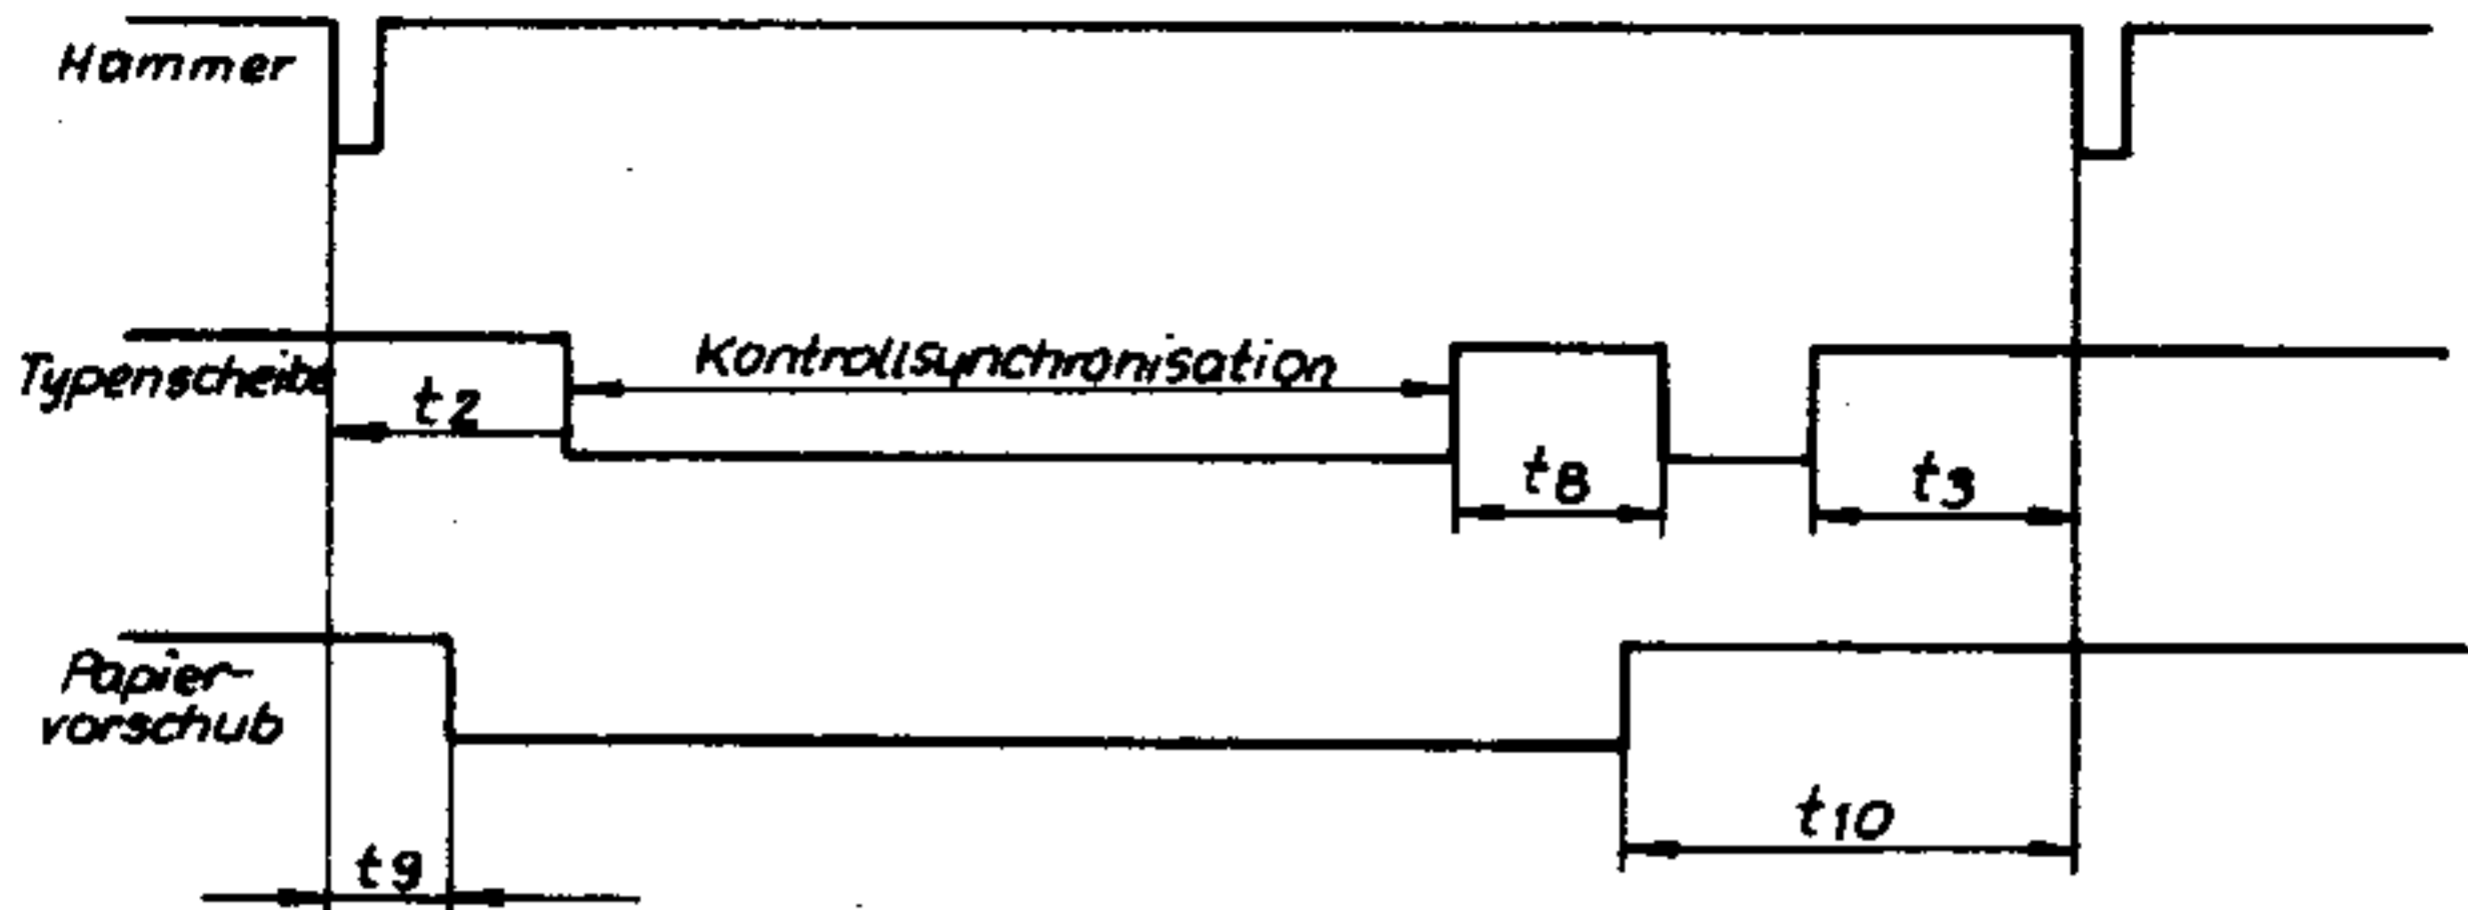 Hammer
Typenscheibe
Kontrollsynchronisation
t2
t8
t3
Papier-
vorschub
t10
t9